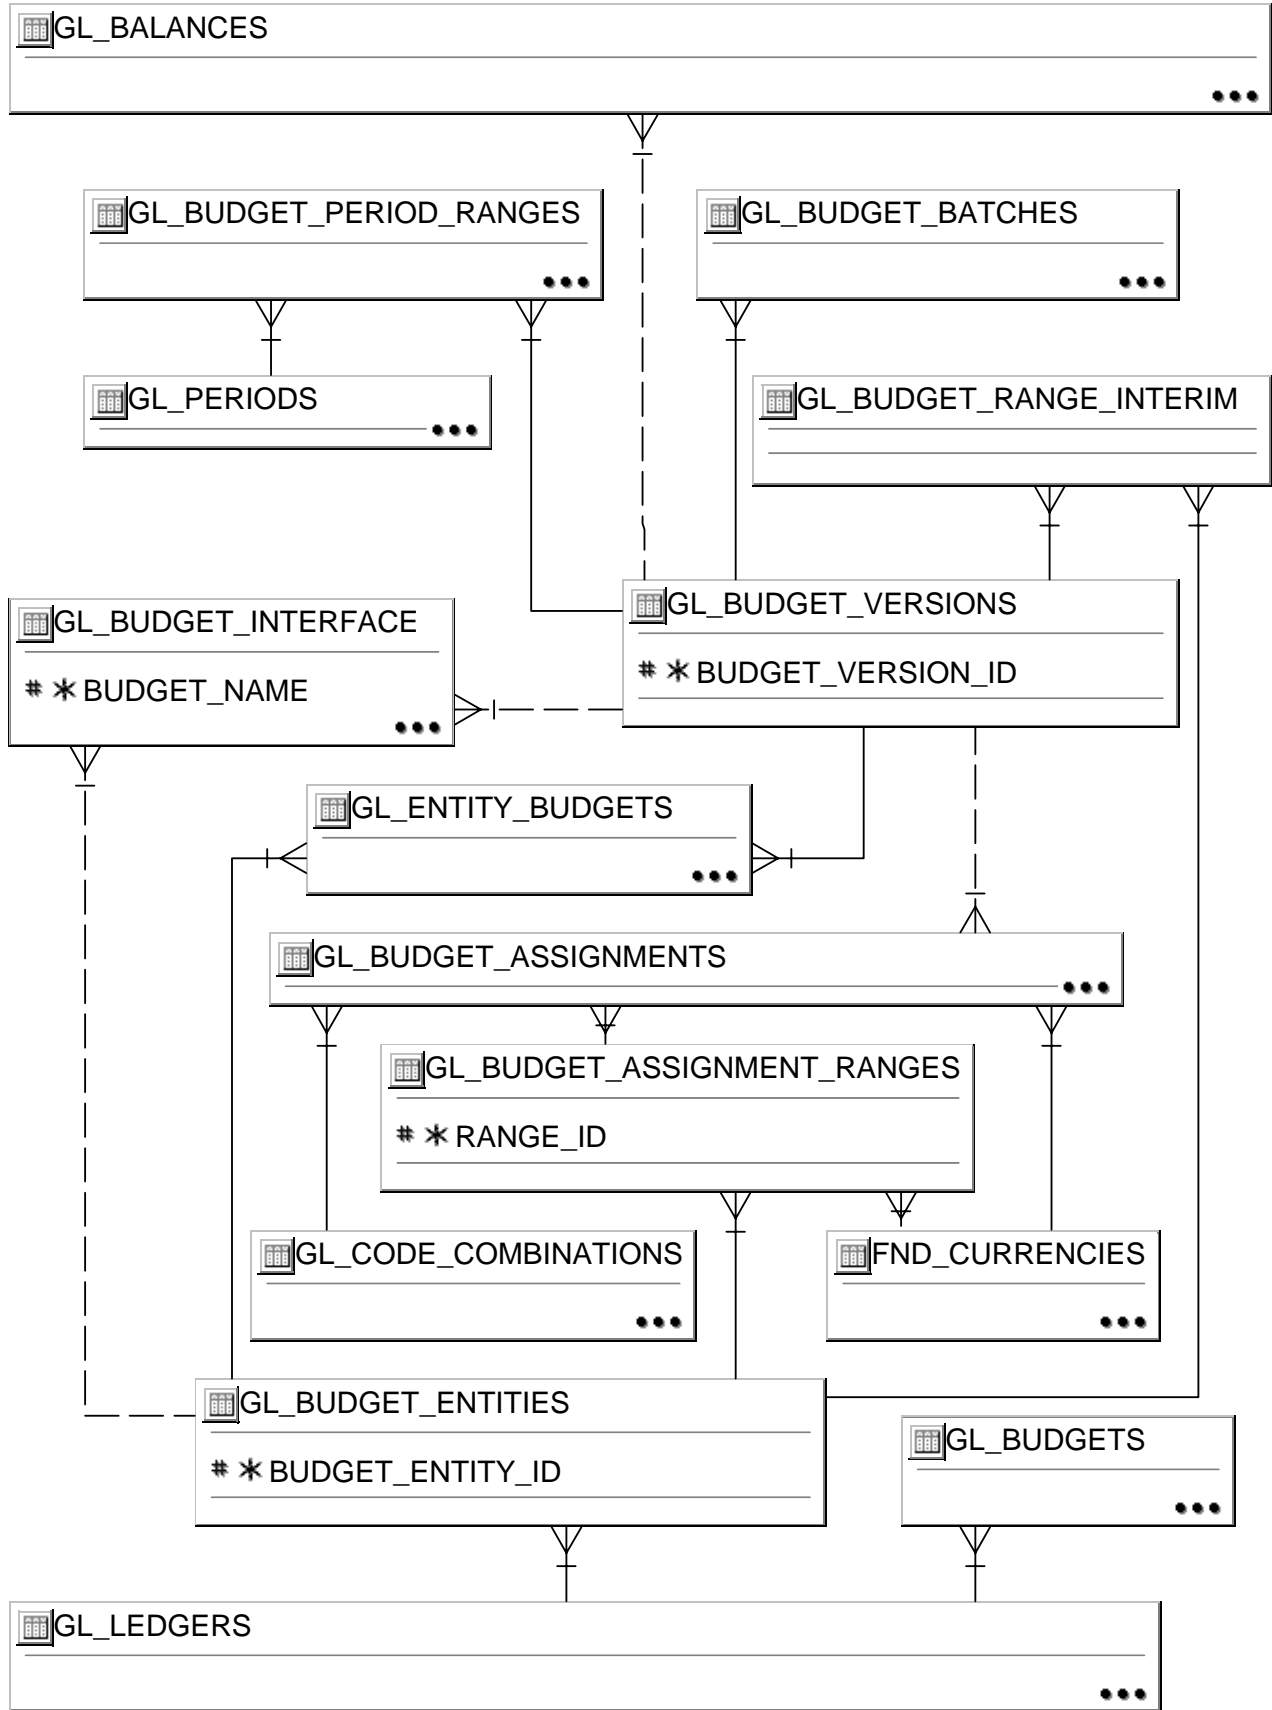 GL_BALANCES
GL_BUDGET_PERIOD_RANGES
GL_BUDGET_BATCHES
GL_PERIODS
GL_BUDGET_RANGE_INTERIM
GL_BUDGET_VERSIONS
# * BUDGET_VERSION_ID
GL_BUDGET_INTERFACE
# * BUDGET_NAME
GL_ENTITY_BUDGETS
GL_BUDGET_ASSIGNMENTS
GL_BUDGET_ASSIGNMENT_RANGES
# * RANGE_ID
GL_CODE_COMBINATIONS
FND_CURRENCIES
GL_BUDGET_ENTITIES
# * BUDGET_ENTITY_ID
GL_BUDGETS
GL_LEDGERS